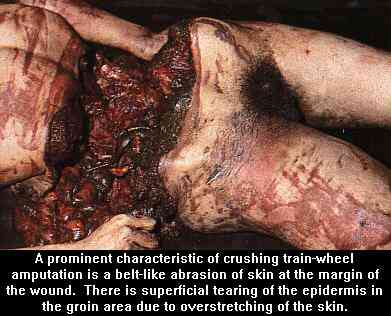 A prominent characteristic of crushing train-wheel
amputation is a belt-like abrasion of skin at the margin of
the wound.  There is superficial tearing of the epidermis in
the groin area due to overstretching of the skin.